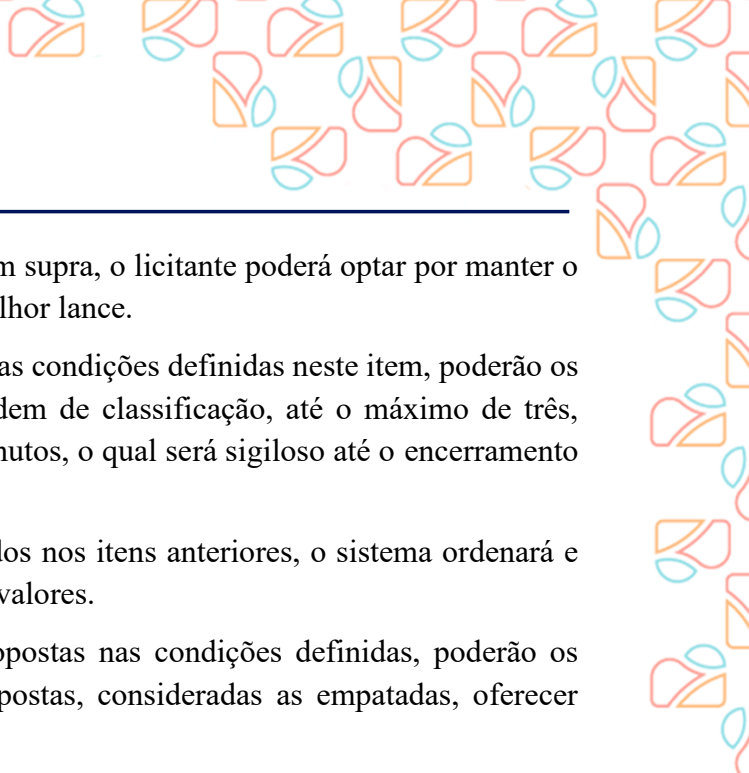 m supra, o licitante poderá optar por manter o
lhor lance.
as condições definidas neste item, poderão os
dem de classificação, até o máximo de três,
nutos, o qual será sigiloso até o encerramento
dos nos itens anteriores, o sistema ordenará e
valores.
opostas nas condições definidas, poderão os
postas, consideradas as empatadas, oferecer